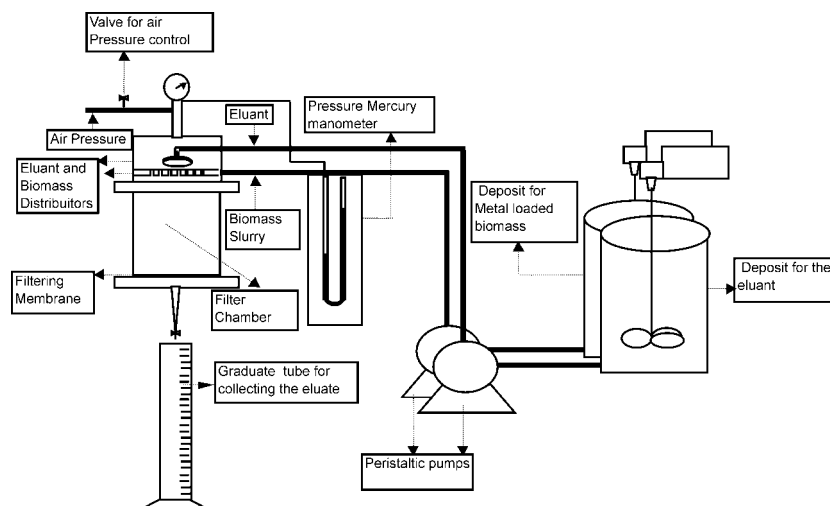 Valve for air
Pressure control
Eluant
Pressure Mercury
manometer
Air Pressure
Eluant and
Biomass
Distribuitors
Biomass
Slurry
Deposit for
Metal loaded
biomass
Deposit for the
eluant
Filtering
Membrane
Filter
Chamber
Graduate tube for
collecting the eluate
Peristaltic pumps